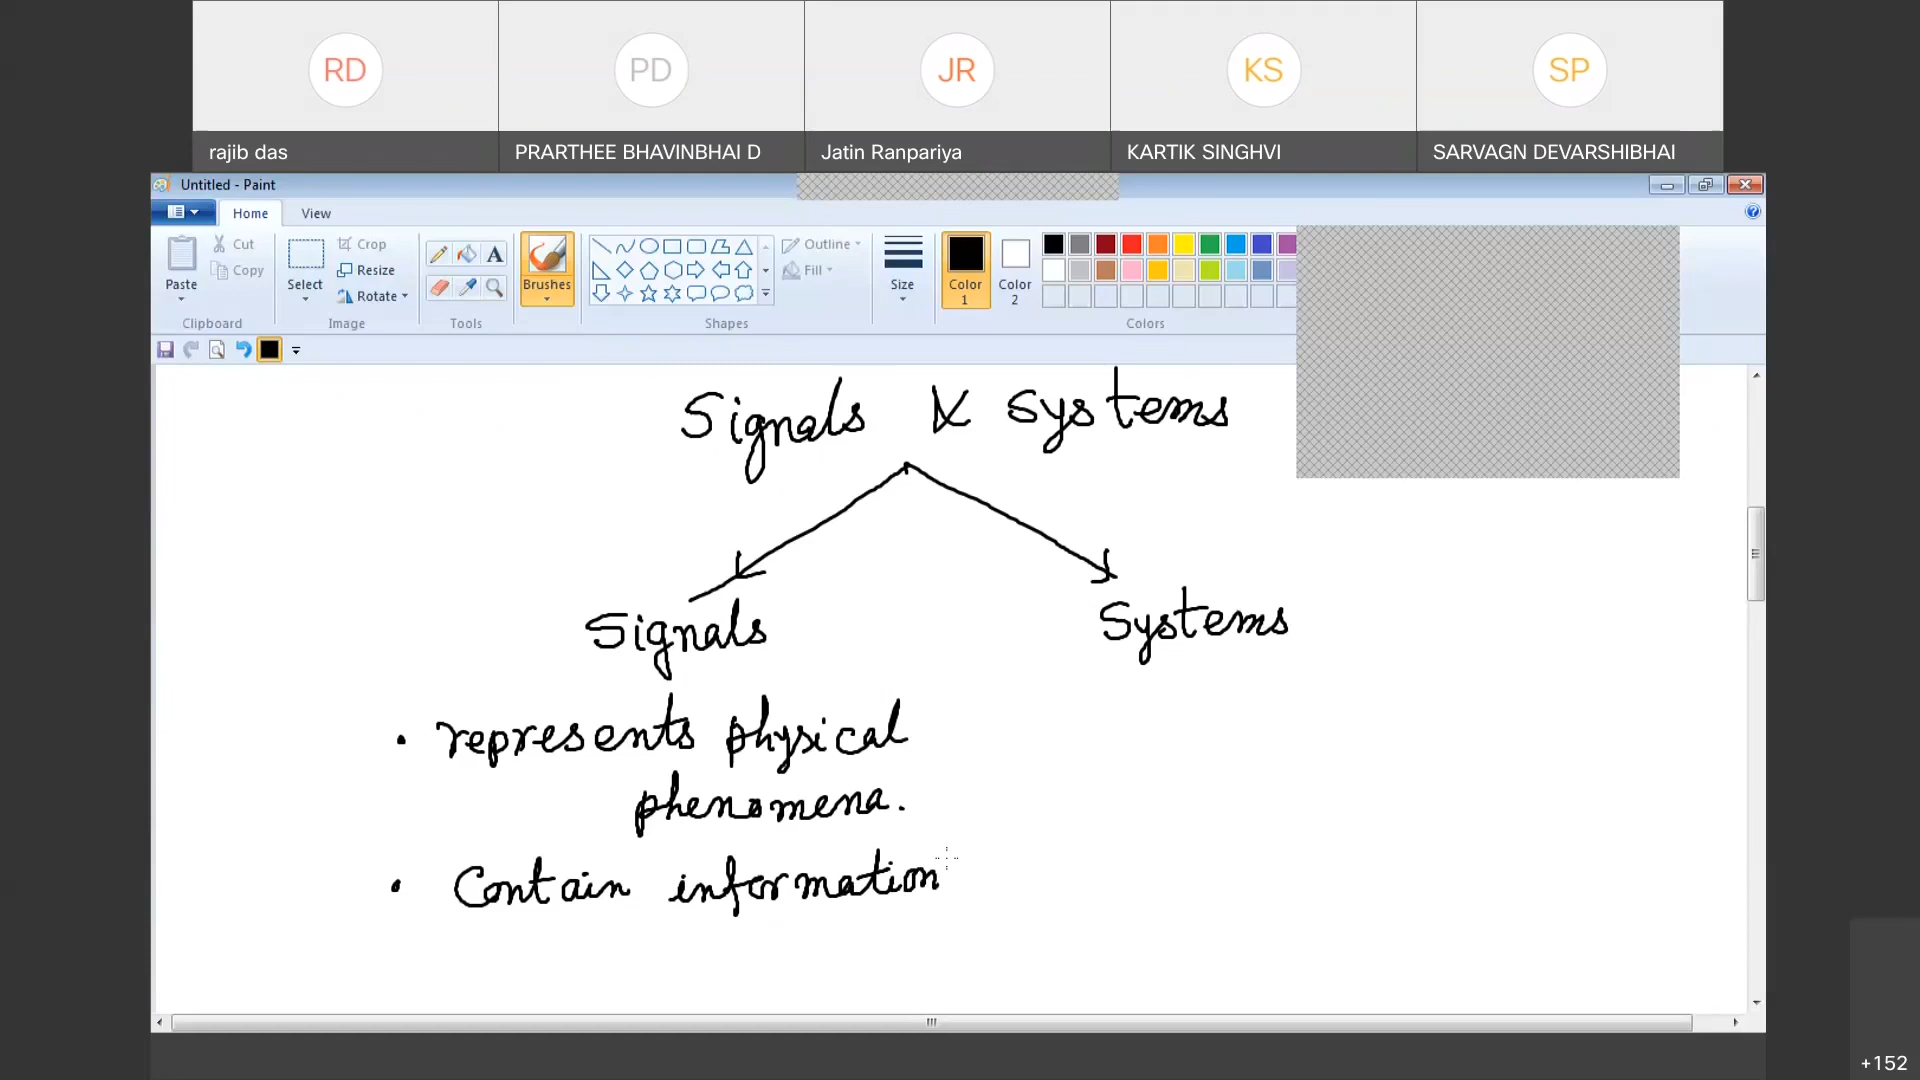 RD PD JR KS SP
rajib das PRARTHEE BHAVINBHAI D Jatin Ranpariya KARTIK SINGHVI SARVAGN DEVARSHIBHAI
Untitled - Paint
Home View
Cut Crop Outline
Copy Resize Fill
Paste Select Rotate Brushes Size Color 1 Color 2
Clipboard Image Tools Shapes Colors
Signals & Systems
Signals Systems
• represents physical
phenomena.
• Contain information
+152